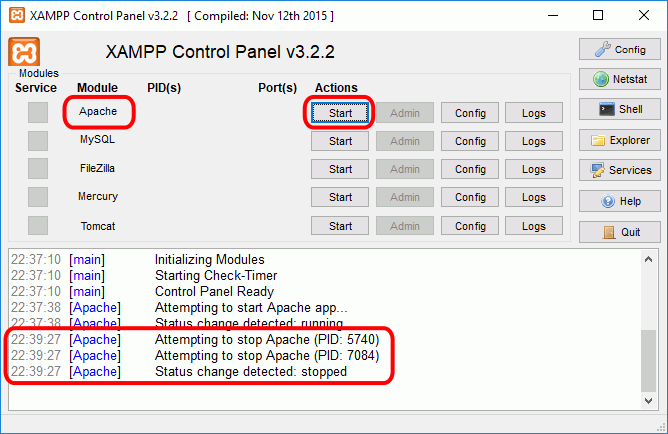 XAMPP Control Panel v3.2.2 [ Compiled: Nov 12th 2015 ]
XAMPP Control Panel v3.2.2
Config
Modules
Service Module PID(s) Port(s) Actions
Netstat
Apache Start Admin Config Logs
Shell
MySQL Start Admin Config Logs
Explorer
FileZilla Start Admin Config Logs
Services
Mercury Start Admin Config Logs
Help
Tomcat Start Admin Config Logs
Quit
22:37:10 [main] Initializing Modules
22:37:10 [main] Starting Check-Timer
22:37:10 [main] Control Panel Ready
22:37:38 [Apache] Attempting to start Apache app...
22:37:38 [Apache] Status change detected: running
22:39:27 [Apache] Attempting to stop Apache (PID: 5740)
22:39:27 [Apache] Attempting to stop Apache (PID: 7084)
22:39:27 [Apache] Status change detected: stopped